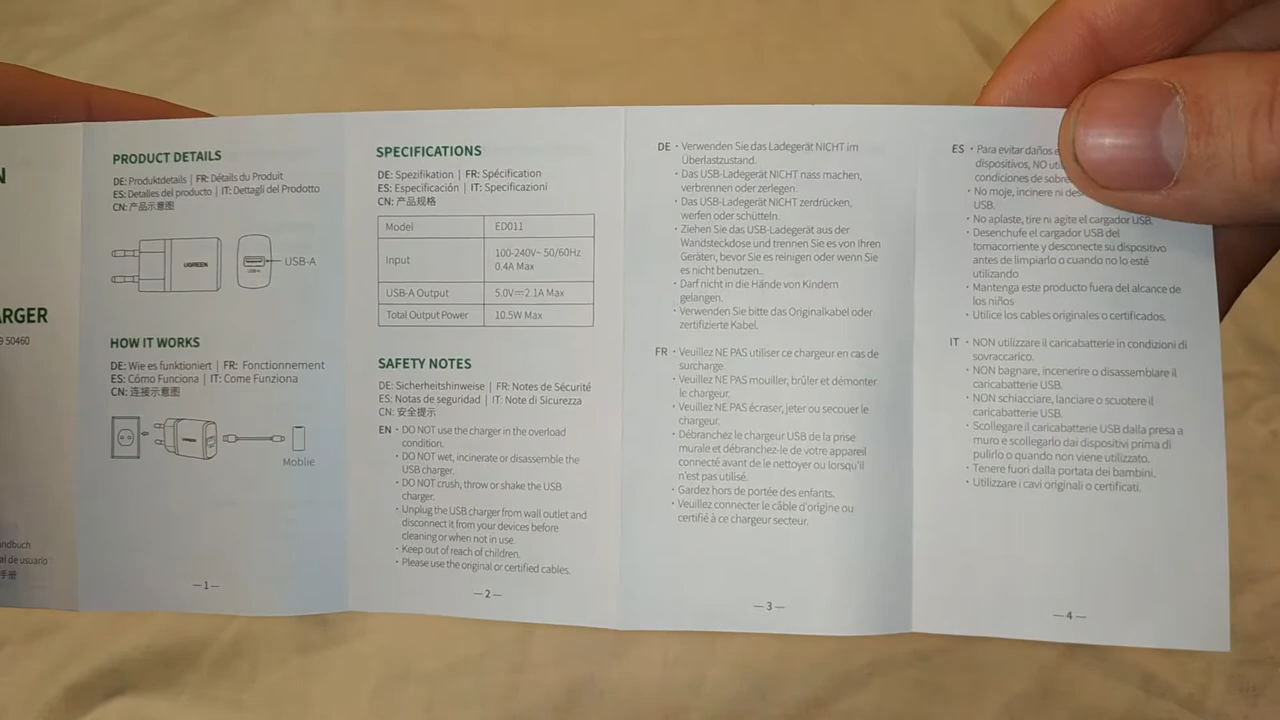 N
ARGER
9 50460
andbuch
al de usuario
手册
PRODUCT DETAILS
DE: Produktdetails | FR: Détails du Produit
ES: Detalles del producto | IT: Dettagli del Prodotto
CN: 产品示意图
UGREEN
USB-A
USB-A
HOW IT WORKS
DE: Wie es funktioniert | FR: Fonctionnement
ES: Cómo Funciona | IT: Come Funziona
CN: 连接示意图
UGREEN
Moblie
—1—
SPECIFICATIONS
DE: Spezifikation | FR: Spécification
ES: Especificación | IT: Specificazioni
CN: 产品规格
Model ED011
Input 100-240V~ 50/60Hz
0.4A Max
USB-A Output 5.0V⎓2.1A Max
Total Output Power 10.5W Max
SAFETY NOTES
DE: Sicherheitshinweise | FR: Notes de Sécurité
ES: Notas de seguridad | IT: Note di Sicurezza
CN: 安全提示
EN · DO NOT use the charger in the overload
condition.
· DO NOT wet, incinerate or disassemble the
USB charger.
· DO NOT crush, throw or shake the USB
charger.
· Unplug the USB charger from wall outlet and
disconnect it from your devices before
cleaning or when not in use.
· Keep out of reach of children.
· Please use the original or certified cables.
—2—
DE · Verwenden Sie das Ladegerät NICHT im
Überlastzustand.
· Das USB-Ladegerät NICHT nass machen,
verbrennen oder zerlegen.
· Das USB-Ladegerät NICHT zerdrücken,
werfen oder schütteln.
· Ziehen Sie das USB-Ladegerät aus der
Wandsteckdose und trennen Sie es von Ihren
Geräten, bevor Sie es reinigen oder wenn Sie
es nicht benutzen..
· Darf nicht in die Hände von Kindern
gelangen.
· Verwenden Sie bitte das Originalkabel oder
zertifizierte Kabel.
FR · Veuillez NE PAS utiliser ce chargeur en cas de
surcharge.
· Veuillez NE PAS mouiller, brûler et démonter
le chargeur.
· Veuillez NE PAS écraser, jeter ou secouer le
chargeur.
· Débranchez le chargeur USB de la prise
murale et débranchez-le de votre appareil
connecté avant de le nettoyer ou lorsqu'il
n'est pas utilisé.
· Gardez hors de portée des enfants.
· Veuillez connecter le câble d'origine ou
certifié à ce chargeur secteur.
—3—
ES · Para evitar daños e
dispositivos, NO uti
condiciones de sobre
· No moje, incinere ni des
USB.
· No aplaste, tire ni agite el cargador USB.
· Desenchufe el cargador USB del
tomacorriente y desconecte su dispositivo
antes de limpiarlo o cuando no lo esté
utilizando
· Mantenga este producto fuera del alcance de
los niños
· Utilice los cables originales o certificados.
IT · NON utilizzare il caricabatterie in condizioni di
sovraccarico.
· NON bagnare, incenerire o disassemblare il
caricabatterie USB.
· NON schiacciare, lanciare o scuotere il
caricabatterie USB.
· Scollegare il caricabatterie USB dalla presa a
muro e scollegarlo dai dispositivi prima di
pulirlo o quando non viene utilizzato.
· Tenere fuori dalla portata dei bambini.
· Utilizzare i cavi originali o certificati.
—4—